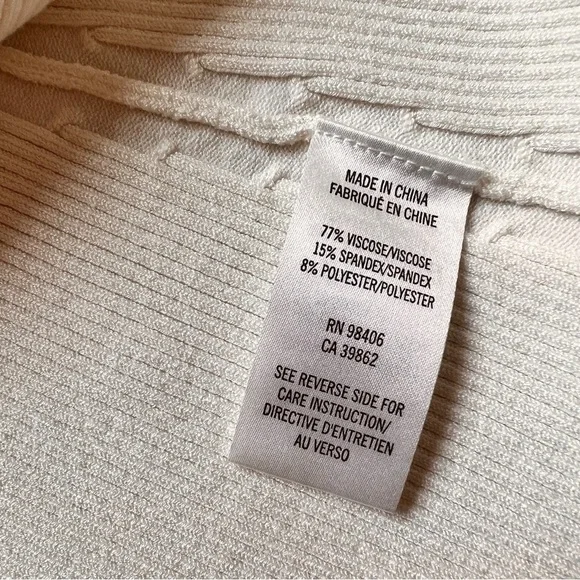 MADE IN CHINA
FABRIQUÉ EN CHINE
77% VISCOSE/VISCOSE
15% SPANDEX/SPANDEX
8% POLYESTER/POLYESTER
RN 98406
CA 39862
SEE REVERSE SIDE FOR
CARE INSTRUCTION/
DIRECTIVE D'ENTRETIEN
AU VERSO